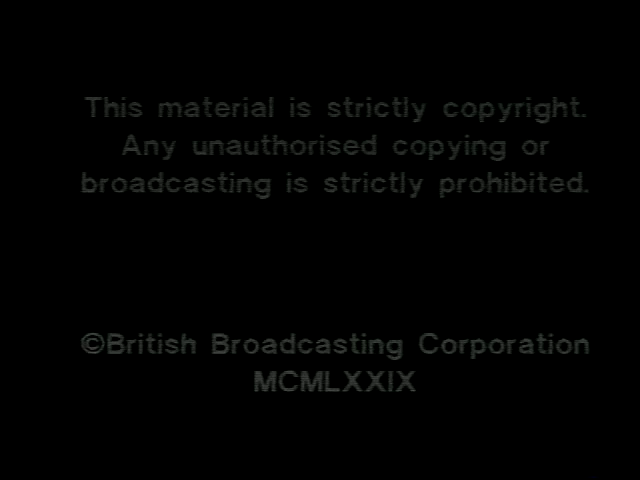 This material is strictly copyright.
Any unauthorised copying or
broadcasting is strictly prohibited.
©British Broadcasting Corporation
MCMLXXIX